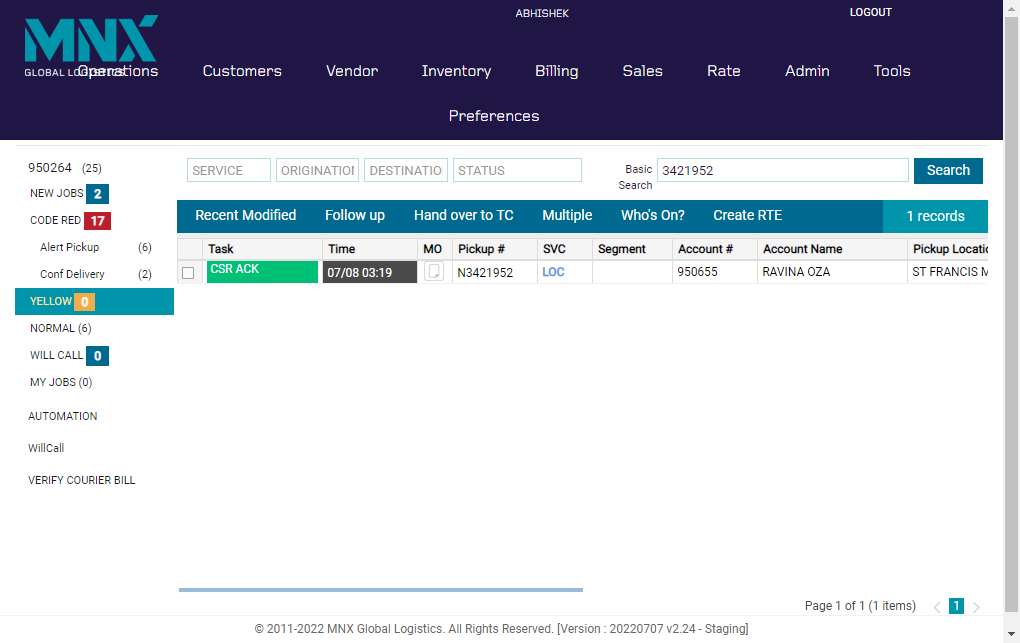 ABHISHEK
LOGOUT
MNX
GLOBAL LOGISTICS
Operations Customers Vendor Inventory Billing Sales Rate Admin Tools
Preferences
950264 (25)
NEW JOBS 2
CODE RED 17
Alert Pickup (6)
Conf Delivery (2)
YELLOW 0
NORMAL (6)
WILL CALL 0
MY JOBS (0)
AUTOMATION
WillCall
VERIFY COURIER BILL
SERVICE ORIGINATION DESTINATIO STATUS
Basic Search 3421952 Search
Recent Modified Follow up Hand over to TC Multiple Who's On? Create RTE 1 records
Task Time MO Pickup # SVC Segment Account # Account Name Pickup Locatio
CSR ACK 07/08 03:19 N3421952 LOC 950655 RAVINA OZA ST FRANCIS M
Page 1 of 1 (1 items) 1
© 2011-2022 MNX Global Logistics. All Rights Reserved. [Version : 20220707 v2.24 - Staging]